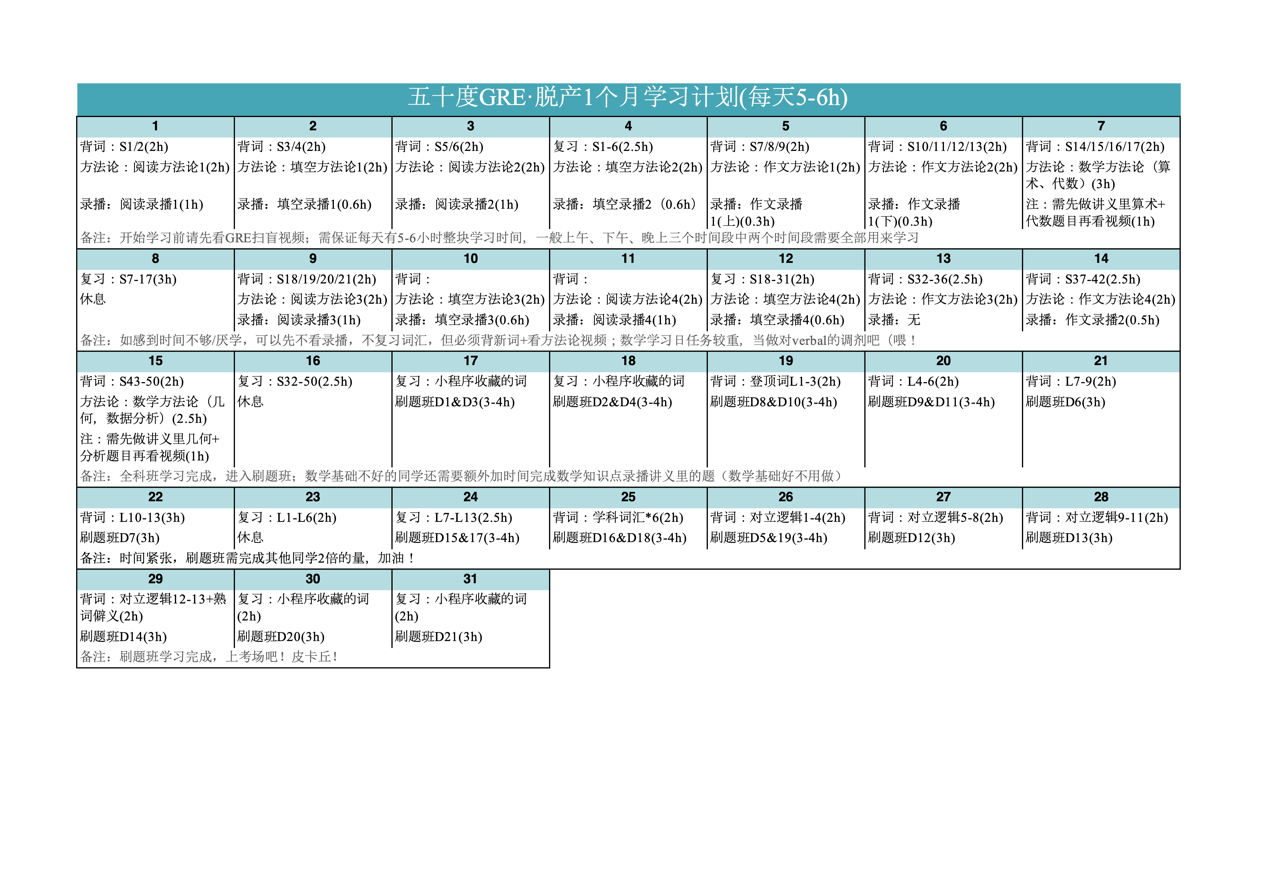 五十度GRE·脱产1个月学习计划(每天5-6h)
1 2 3 4 5 6 7
背词：S1/2(2h) 背词：S3/4(2h) 背词：S5/6(2h) 复习：S1-6(2.5h) 背词：S7/8/9(2h) 背词：S10/11/12/13(2h) 背词：S14/15/16/17(2h)
方法论：阅读方法论1(2h) 方法论：填空方法论1(2h) 方法论：阅读方法论2(2h) 方法论：填空方法论2(2h) 方法论：作文方法论1(2h) 方法论：作文方法论2(2h) 方法论：数学方法论（算
术、代数）(3h)
录播：阅读录播1(1h) 录播：填空录播1(0.6h) 录播：阅读录播2(1h) 录播：填空录播2（0.6h） 录播：作文录播 录播：作文录播 注：需先做讲义里算术+
1(上)(0.3h) 1(下)(0.3h) 代数题目再看视频(1h)
备注：开始学习前请先看GRE扫盲视频；需保证每天有5-6小时整块学习时间，一般上午、下午、晚上三个时间段中两个时间段需要全部用来学习
8 9 10 11 12 13 14
复习：S7-17(3h) 背词：S18/19/20/21(2h) 背词： 背词： 复习：S18-31(2h) 背词：S32-36(2.5h) 背词：S37-42(2.5h)
休息 方法论：阅读方法论3(2h) 方法论：填空方法论3(2h) 方法论：阅读方法论4(2h) 方法论：填空方法论4(2h) 方法论：作文方法论3(2h) 方法论：作文方法论4(2h)
录播：阅读录播3(1h) 录播：填空录播3(0.6h) 录播：阅读录播4(1h) 录播：填空录播4(0.6h) 录播：无 录播：作文录播2(0.5h)
备注：如感到时间不够/厌学，可以先不看录播，不复习词汇，但必须背新词+看方法论视频；数学学习日任务较重，当做对verbal的调剂吧（喂！
15 16 17 18 19 20 21
背词：S43-50(2h) 复习：S32-50(2.5h) 复习：小程序收藏的词 复习：小程序收藏的词 背词：登顶词L1-3(2h) 背词：L4-6(2h) 背词：L7-9(2h)
方法论：数学方法论（几 休息 刷题班D1&D3(3-4h) 刷题班D2&D4(3-4h) 刷题班D8&D10(3-4h) 刷题班D9&D11(3-4h) 刷题班D6(3h)
何，数据分析）(2.5h)
注：需先做讲义里几何+
分析题目再看视频(1h)
备注：全科班学习完成，进入刷题班；数学基础不好的同学还需要额外加时间完成数学知识点录播讲义里的题（数学基础好不用做）
22 23 24 25 26 27 28
背词：L10-13(3h) 复习：L1-L6(2h) 复习：L7-L13(2.5h) 背词：学科词汇*6(2h) 背词：对立逻辑1-4(2h) 背词：对立逻辑5-8(2h) 背词：对立逻辑9-11(2h)
刷题班D7(3h) 休息 刷题班D15&17(3-4h) 刷题班D16&D18(3-4h) 刷题班D5&19(3-4h) 刷题班D12(3h) 刷题班D13(3h)
备注：时间紧张，刷题班需完成其他同学2倍的量，加油！
29 30 31
背词：对立逻辑12-13+熟 复习：小程序收藏的词 复习：小程序收藏的词
词僻义(2h) (2h) (2h)
刷题班D14(3h) 刷题班D20(3h) 刷题班D21(3h)
备注：刷题班学习完成，上考场吧！皮卡丘！